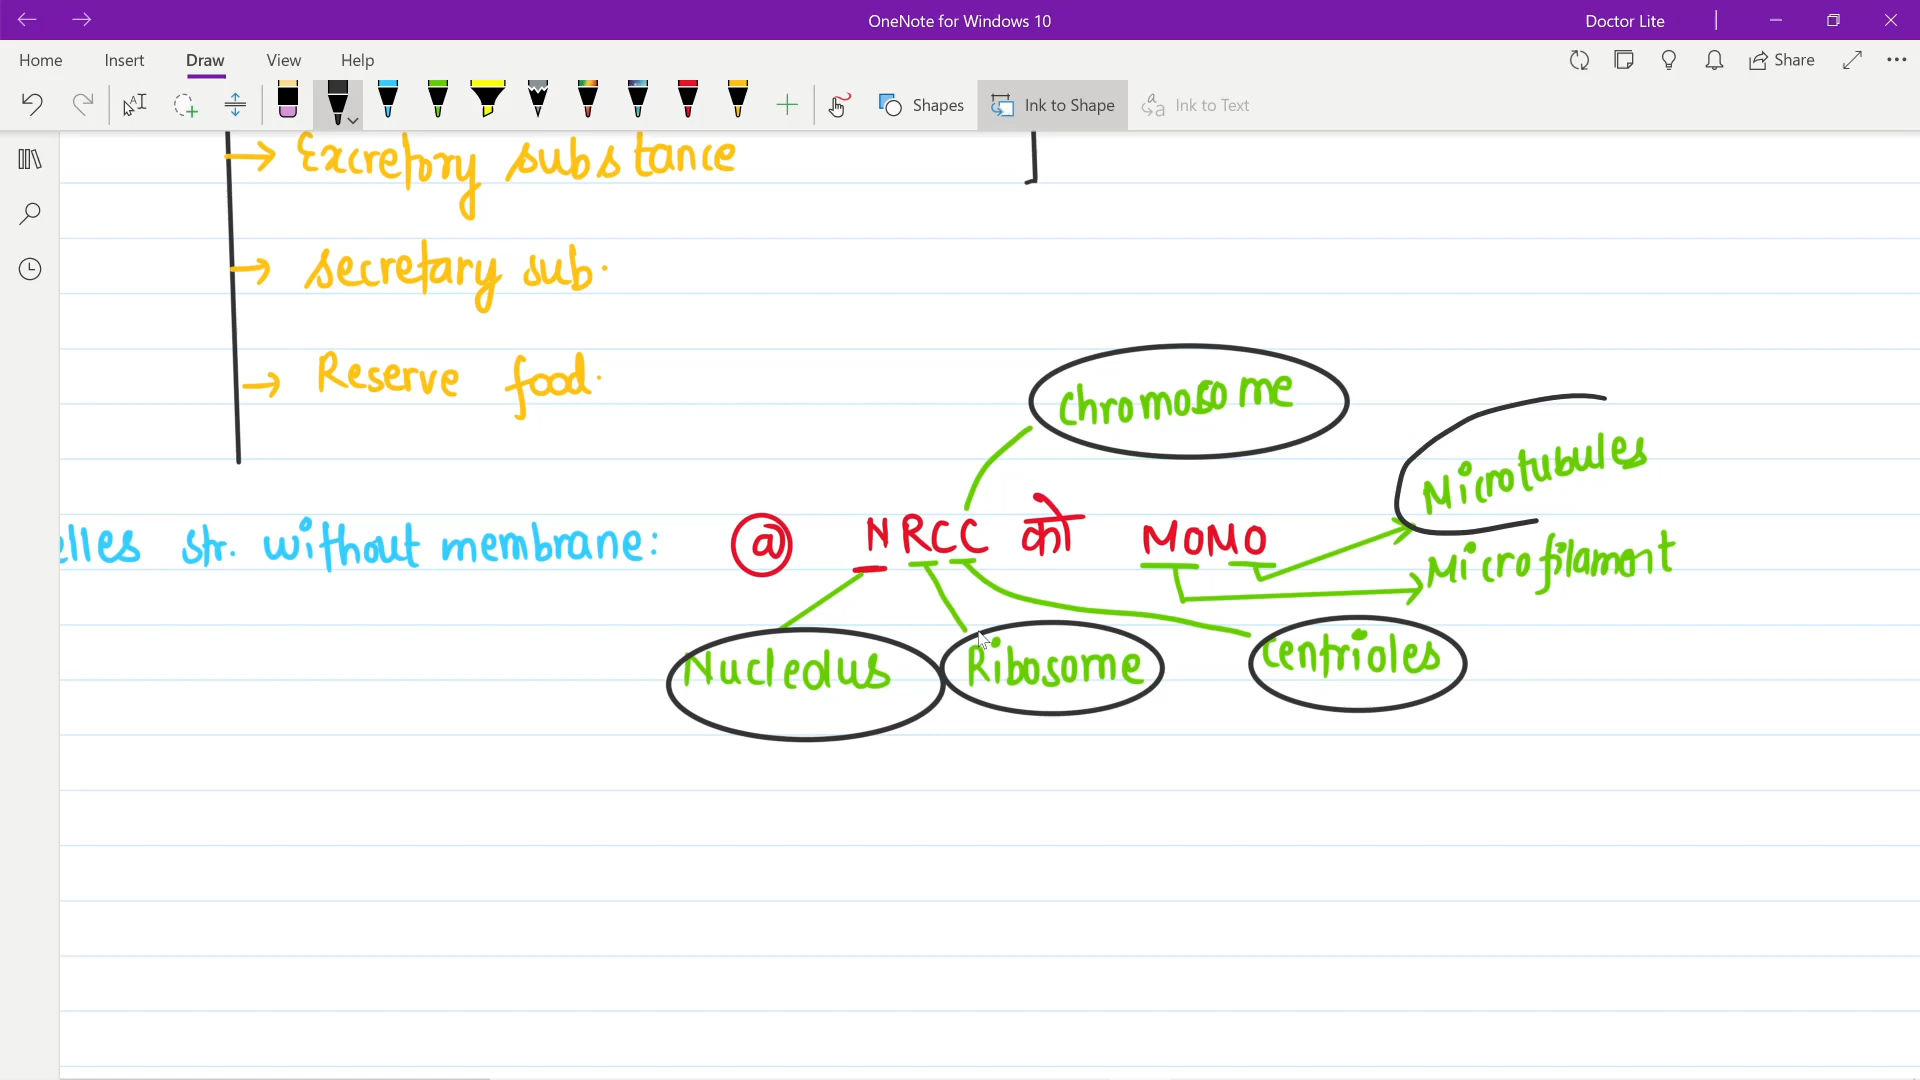 OneNote for Windows 10
Doctor Lite
Home
Insert
Draw
View
Help
Share
Shapes
Ink to Shape
Ink to Text
→ Excretory substance
→ secretary sub.
→ Reserve food.
chromosome
Microtubules
elles str. without membrane: @ NRCC को MOMO
Microfilament
Nucleolus
Ribosome
Centrioles